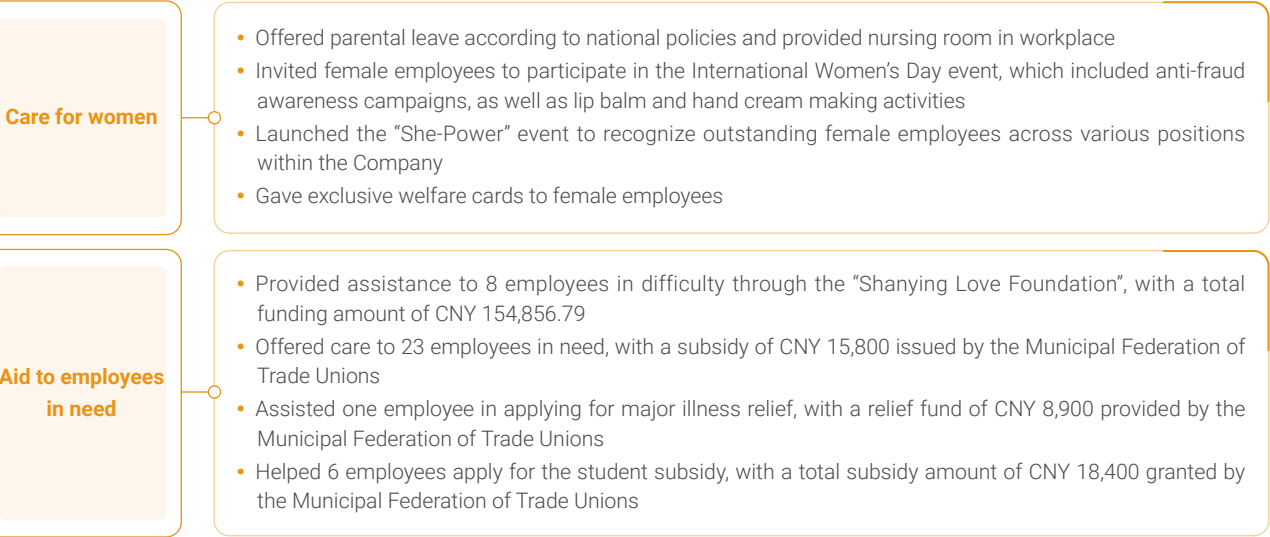 Care for women
• Offered parental leave according to national policies and provided nursing room in workplace
• Invited female employees to participate in the International Women's Day event, which included anti-fraud
awareness campaigns, as well as lip balm and hand cream making activities
• Launched the "She-Power" event to recognize outstanding female employees across various positions
within the Company
• Gave exclusive welfare cards to female employees
Aid to employees
in need
• Provided assistance to 8 employees in difficulty through the "Shanying Love Foundation", with a total
funding amount of CNY 154,856.79
• Offered care to 23 employees in need, with a subsidy of CNY 15,800 issued by the Municipal Federation of
Trade Unions
• Assisted one employee in applying for major illness relief, with a relief fund of CNY 8,900 provided by the
Municipal Federation of Trade Unions
• Helped 6 employees apply for the student subsidy, with a total subsidy amount of CNY 18,400 granted by
the Municipal Federation of Trade Unions